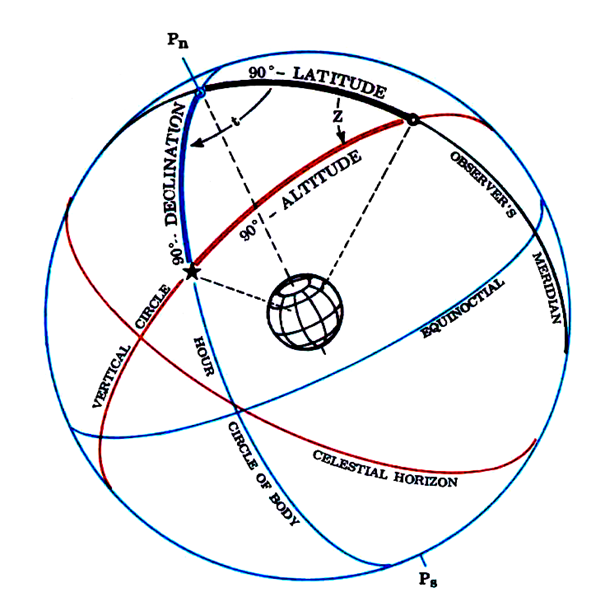 Pn
90°- LATITUDE
90°- DECLINATION
t
Z
90°- ALTITUDE
OBSERVER'S
MERIDIAN
EQUINOCTIAL
VERTICAL CIRCLE
HOUR
CIRCLE OF BODY
CELESTIAL HORIZON
Ps